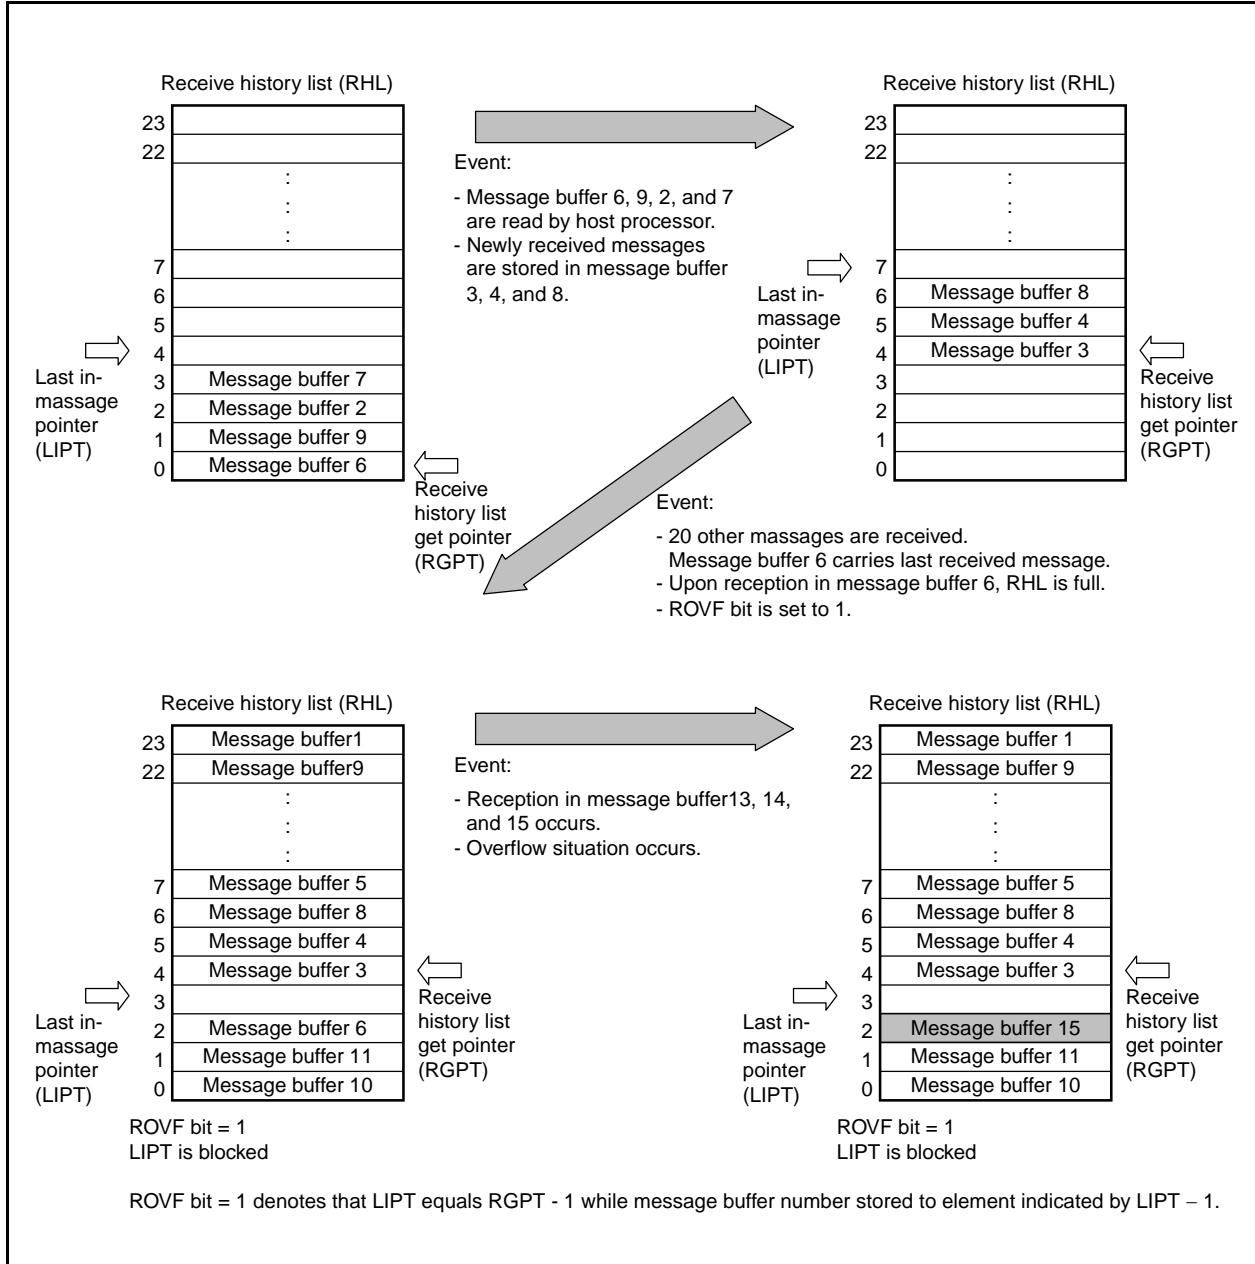 Receive history list (RHL)
23
22
:
:
:
7
6
5
4
3
Message buffer 7
2
Message buffer 2
1
Message buffer 9
0
Message buffer 6
Last in-
massage
pointer
(LIPT)
Receive
history list
get pointer
(RGPT)
Event:
- Message buffer 6, 9, 2, and 7
are read by host processor.
- Newly received messages
are stored in message buffer
3, 4, and 8.
Receive history list (RHL)
23
22
:
:
:
7
6
Message buffer 8
5
Message buffer 4
4
Message buffer 3
3
2
1
0
Last in-
massage
pointer
(LIPT)
Receive
history list
get pointer
(RGPT)
Event:
- 20 other massages are received.
Message buffer 6 carries last received message.
- Upon reception in message buffer 6, RHL is full.
- ROVF bit is set to 1.
Receive history list (RHL)
23
Message buffer1
22
Message buffer9
:
:
:
7
Message buffer 5
6
Message buffer 8
5
Message buffer 4
4
Message buffer 3
3
2
Message buffer 6
1
Message buffer 11
0
Message buffer 10
Last in-
massage
pointer
(LIPT)
Receive
history list
get pointer
(RGPT)
ROVF bit = 1
LIPT is blocked
Event:
- Reception in message buffer13, 14,
and 15 occurs.
- Overflow situation occurs.
Receive history list (RHL)
23
Message buffer 1
22
Message buffer 9
:
:
:
7
Message buffer 5
6
Message buffer 8
5
Message buffer 4
4
Message buffer 3
3
2
Message buffer 15
1
Message buffer 11
0
Message buffer 10
Last in-
massage
pointer
(LIPT)
Receive
history list
get pointer
(RGPT)
ROVF bit = 1
LIPT is blocked
ROVF bit = 1 denotes that LIPT equals RGPT - 1 while message buffer number stored to element indicated by LIPT – 1.